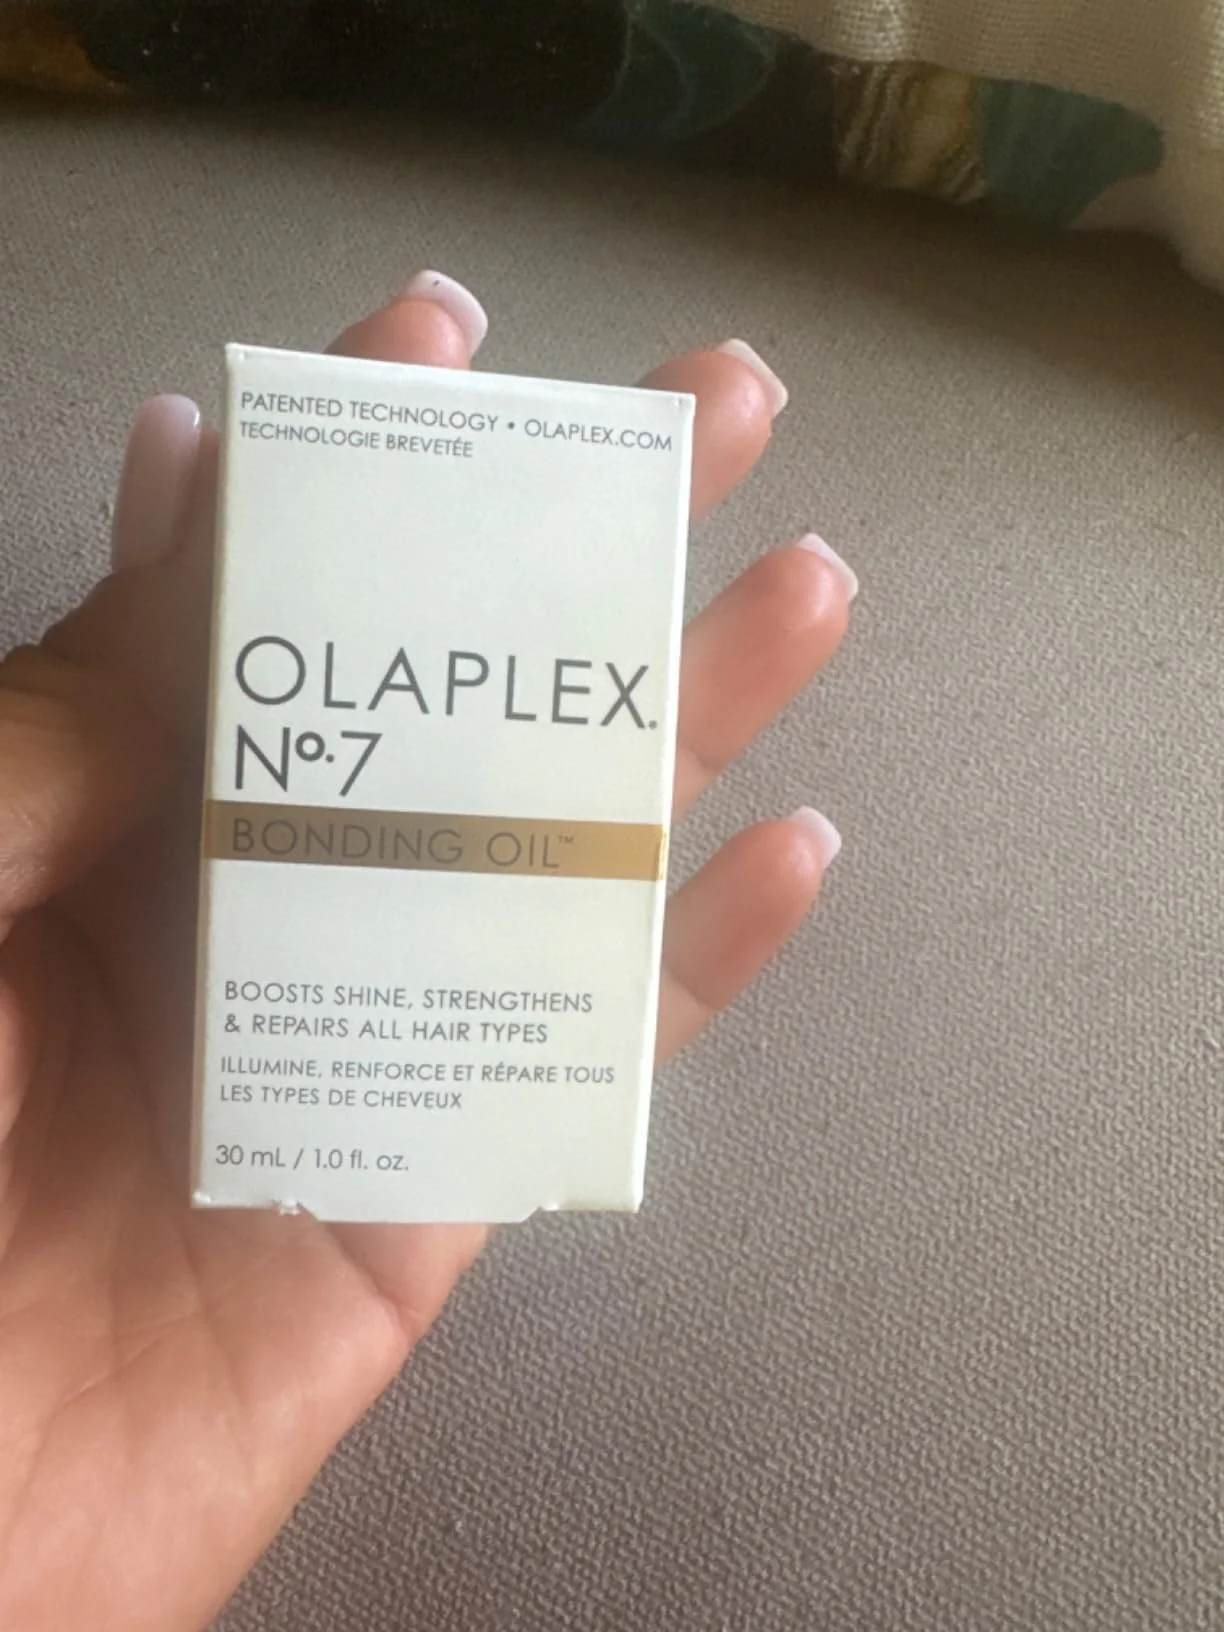 PATENTED TECHNOLOGY • OLAPLEX.COM
TECHNOLOGIE BREVETÉE
OLAPLEX.
Nº.7
BONDING OIL™
BOOSTS SHINE, STRENGTHENS
& REPAIRS ALL HAIR TYPES
ILLUMINE, RENFORCE ET RÉPARE TOUS
LES TYPES DE CHEVEUX
30 mL / 1.0 fl. oz.